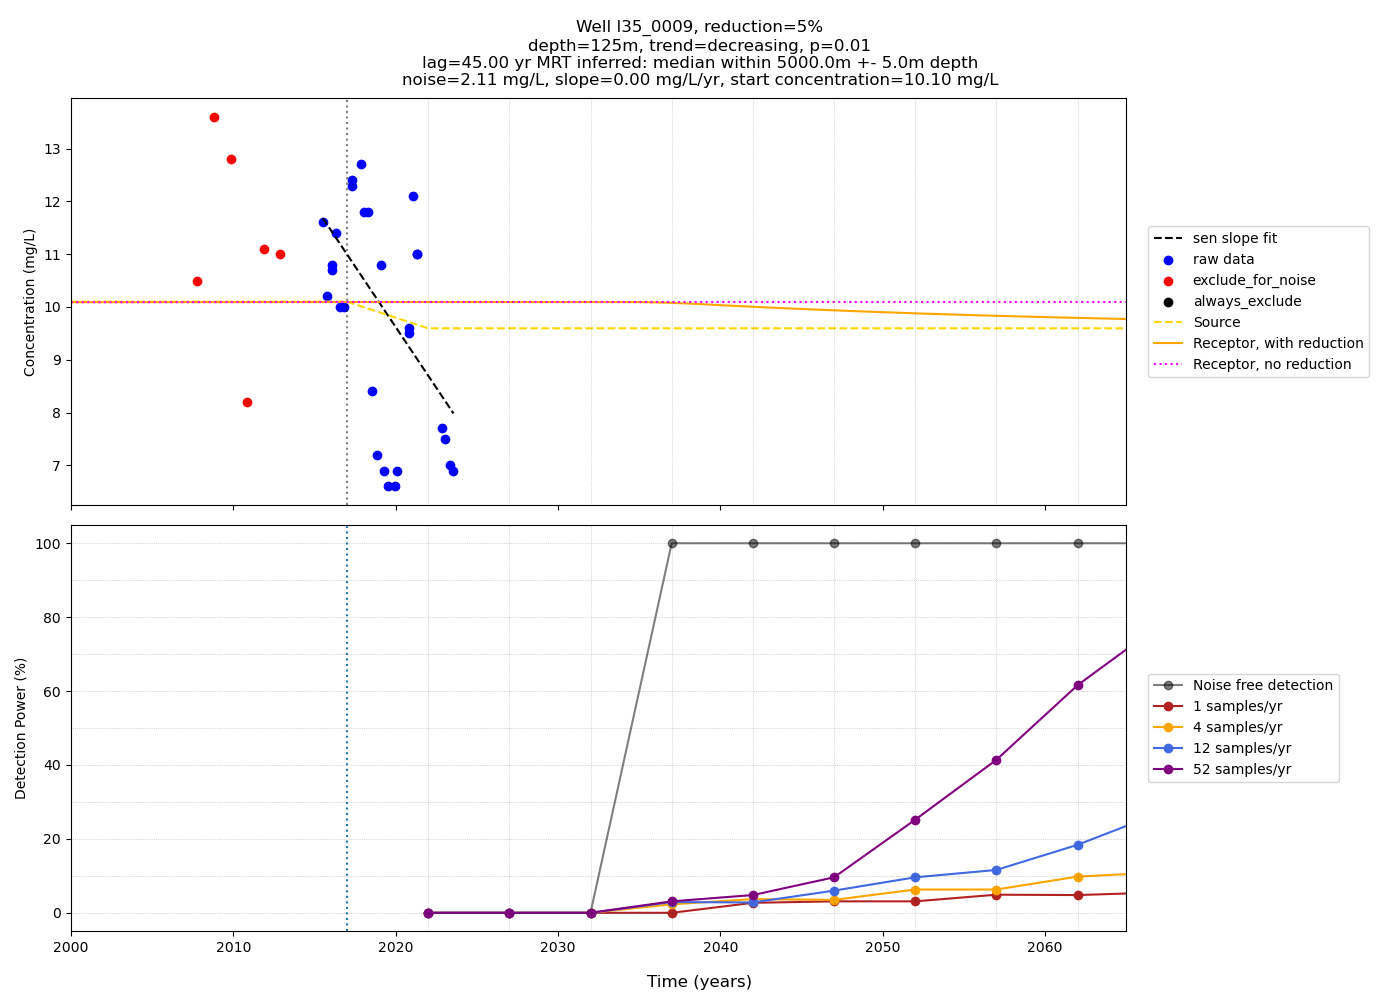 Well l35_0009, reduction=5%
depth=125m, trend=decreasing, p=0.01
lag=45.00 yr MRT inferred: median within 5000.0m +- 5.0m depth
noise=2.11 mg/L, slope=0.00 mg/L/yr, start concentration=10.10 mg/L
Concentration (mg/L)
13
12
11
10
9
8
7
sen slope fit
raw data
exclude_for_noise
always_exclude
Source
Receptor, with reduction
Receptor, no reduction
Detection Power (%)
100
80
60
40
20
0
Noise free detection
1 samples/yr
4 samples/yr
12 samples/yr
52 samples/yr
2000 2010 2020 2030 2040 2050 2060
Time (years)